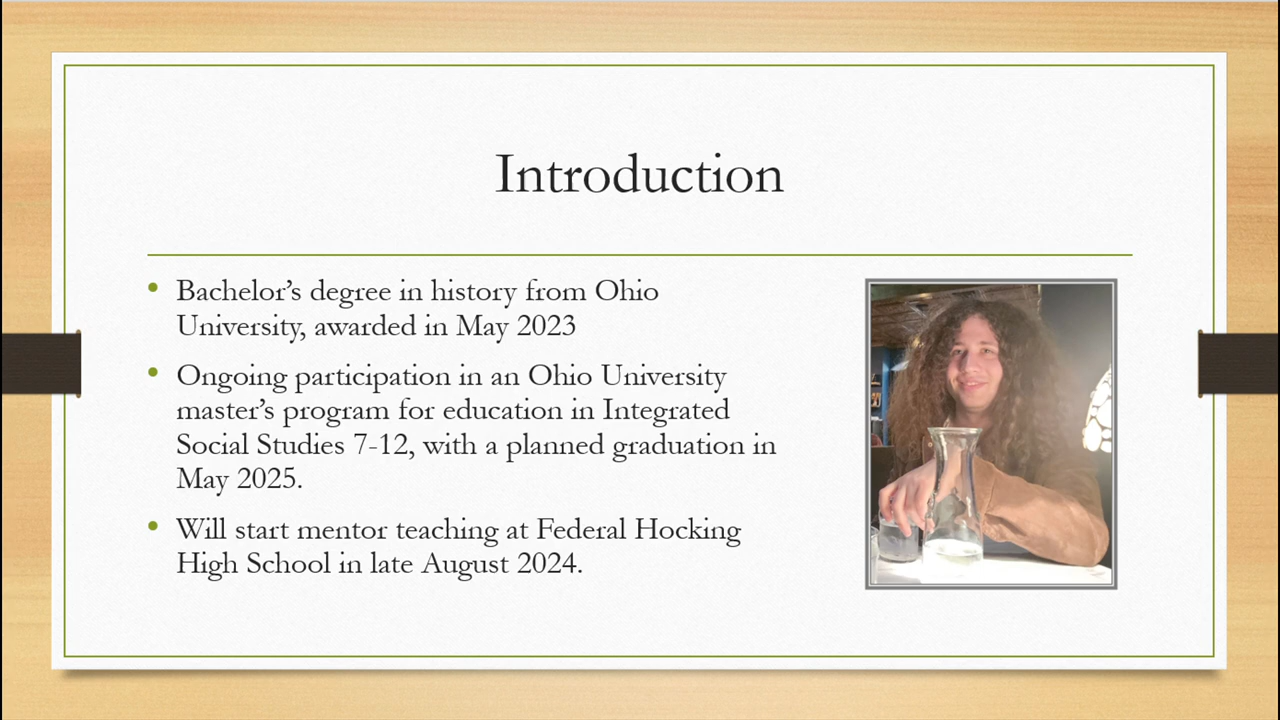 Introduction
• Bachelor’s degree in history from Ohio
University, awarded in May 2023
• Ongoing participation in an Ohio University
master’s program for education in Integrated
Social Studies 7-12, with a planned graduation in
May 2025.
• Will start mentor teaching at Federal Hocking
High School in late August 2024.